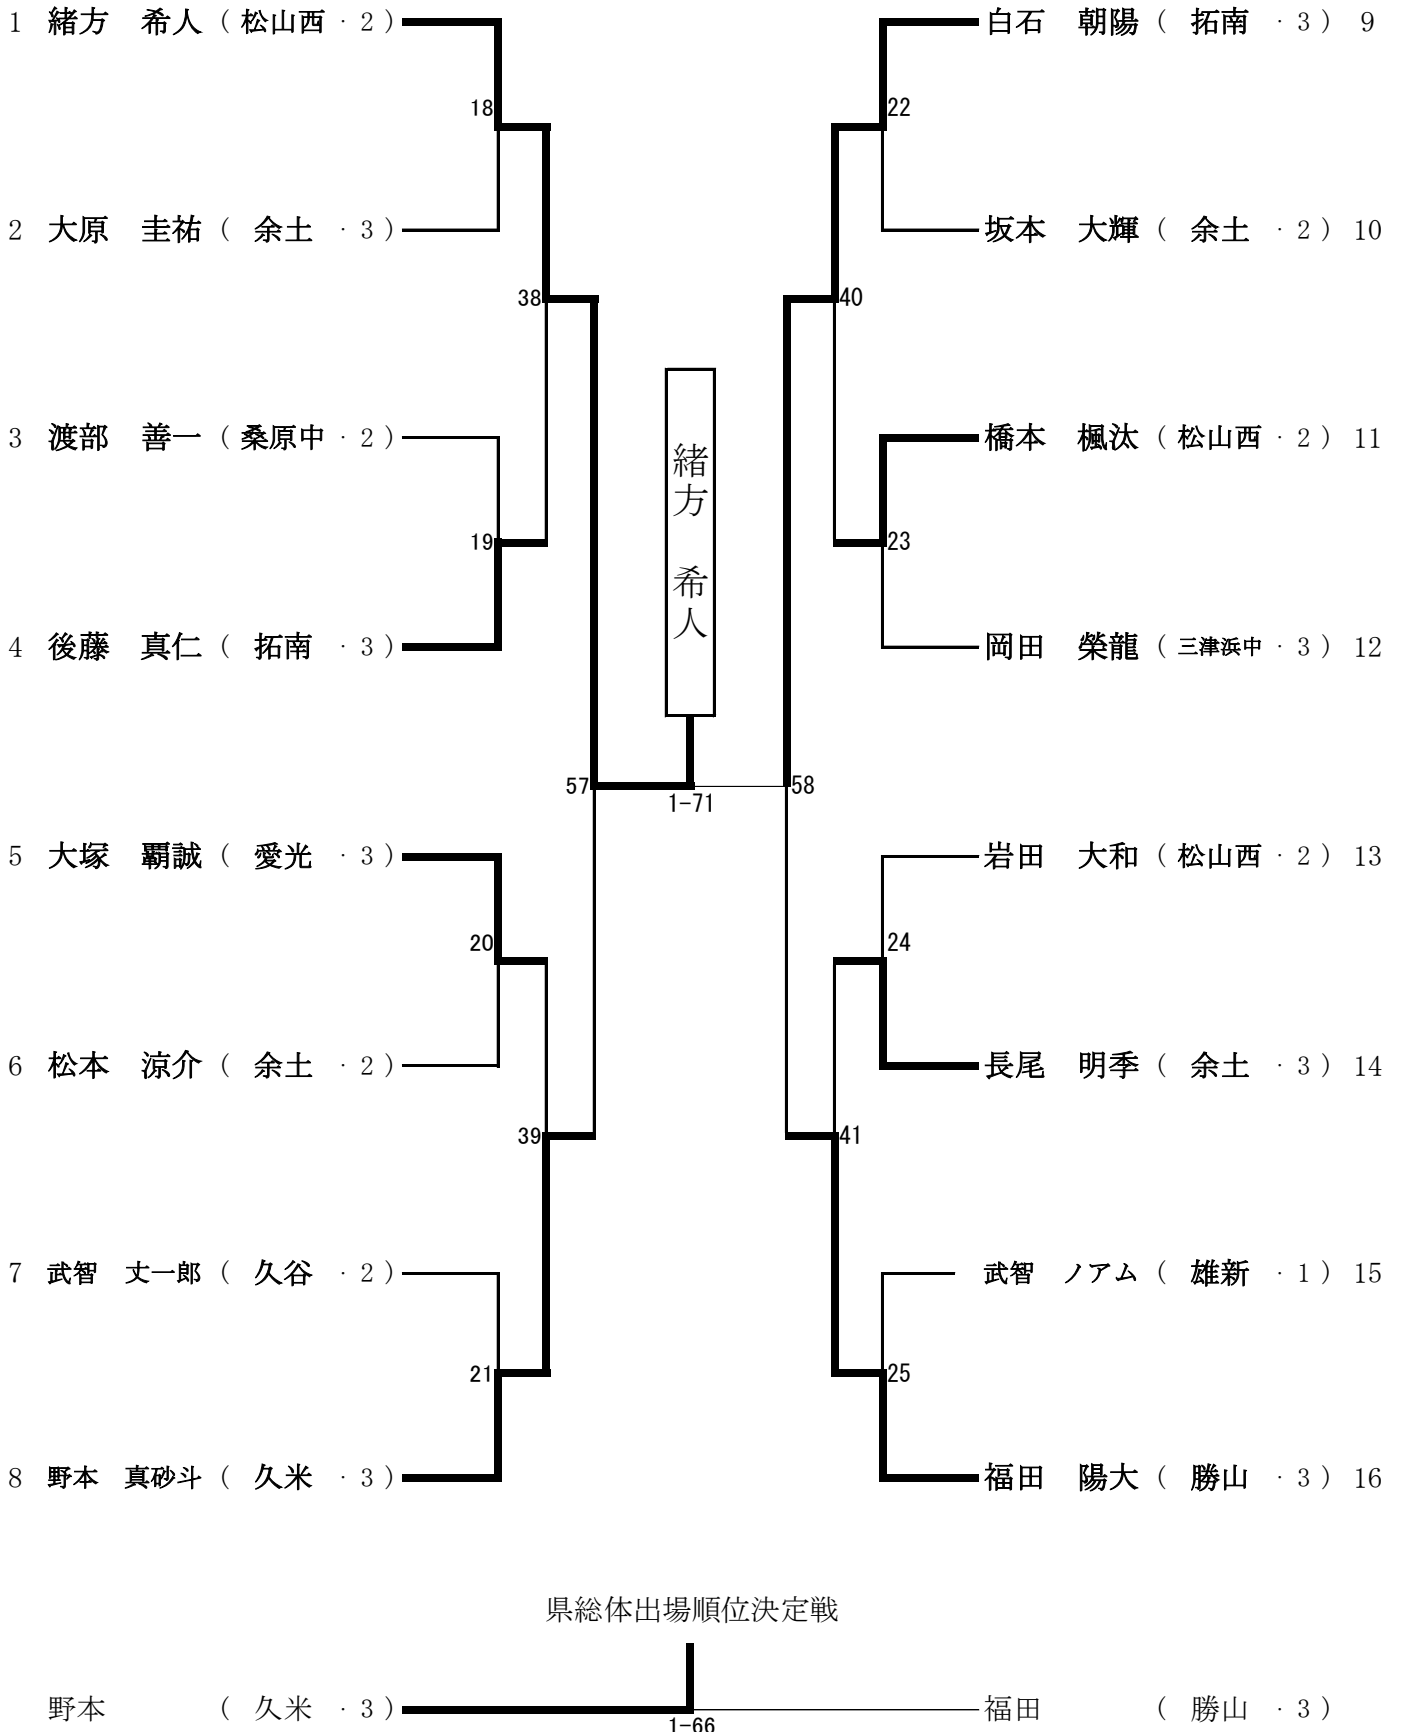 1 緒方 希人 ( 松山西 · 2 ) 白石 朝陽 ( 拓南 · 3 ) 9
18 22
2 大原 圭祐 ( 余土 · 3 ) 坂本 大輝 ( 余土 · 2 ) 10
38 40
3 渡部 善一 ( 桑原中 · 2 ) 橋本 楓汰 ( 松山西 · 2 ) 11
緒方 希人
19 23
4 後藤 真仁 ( 拓南 · 3 ) 岡田 榮龍 ( 三津浜中 · 3 ) 12
57 58
1-71
5 大塚 覇誠 ( 愛光 · 3 ) 岩田 大和 ( 松山西 · 2 ) 13
20 24
6 松本 涼介 ( 余土 · 2 ) 長尾 明季 ( 余土 · 3 ) 14
39 41
7 武智 丈一郎 ( 久谷 · 2 ) 武智 ノアム ( 雄新 · 1 ) 15
21 25
8 野本 真砂斗 ( 久米 · 3 ) 福田 陽大 ( 勝山 · 3 ) 16
県総体出場順位決定戦
野本 ( 久米 · 3 ) 福田 ( 勝山 · 3 )
1-66